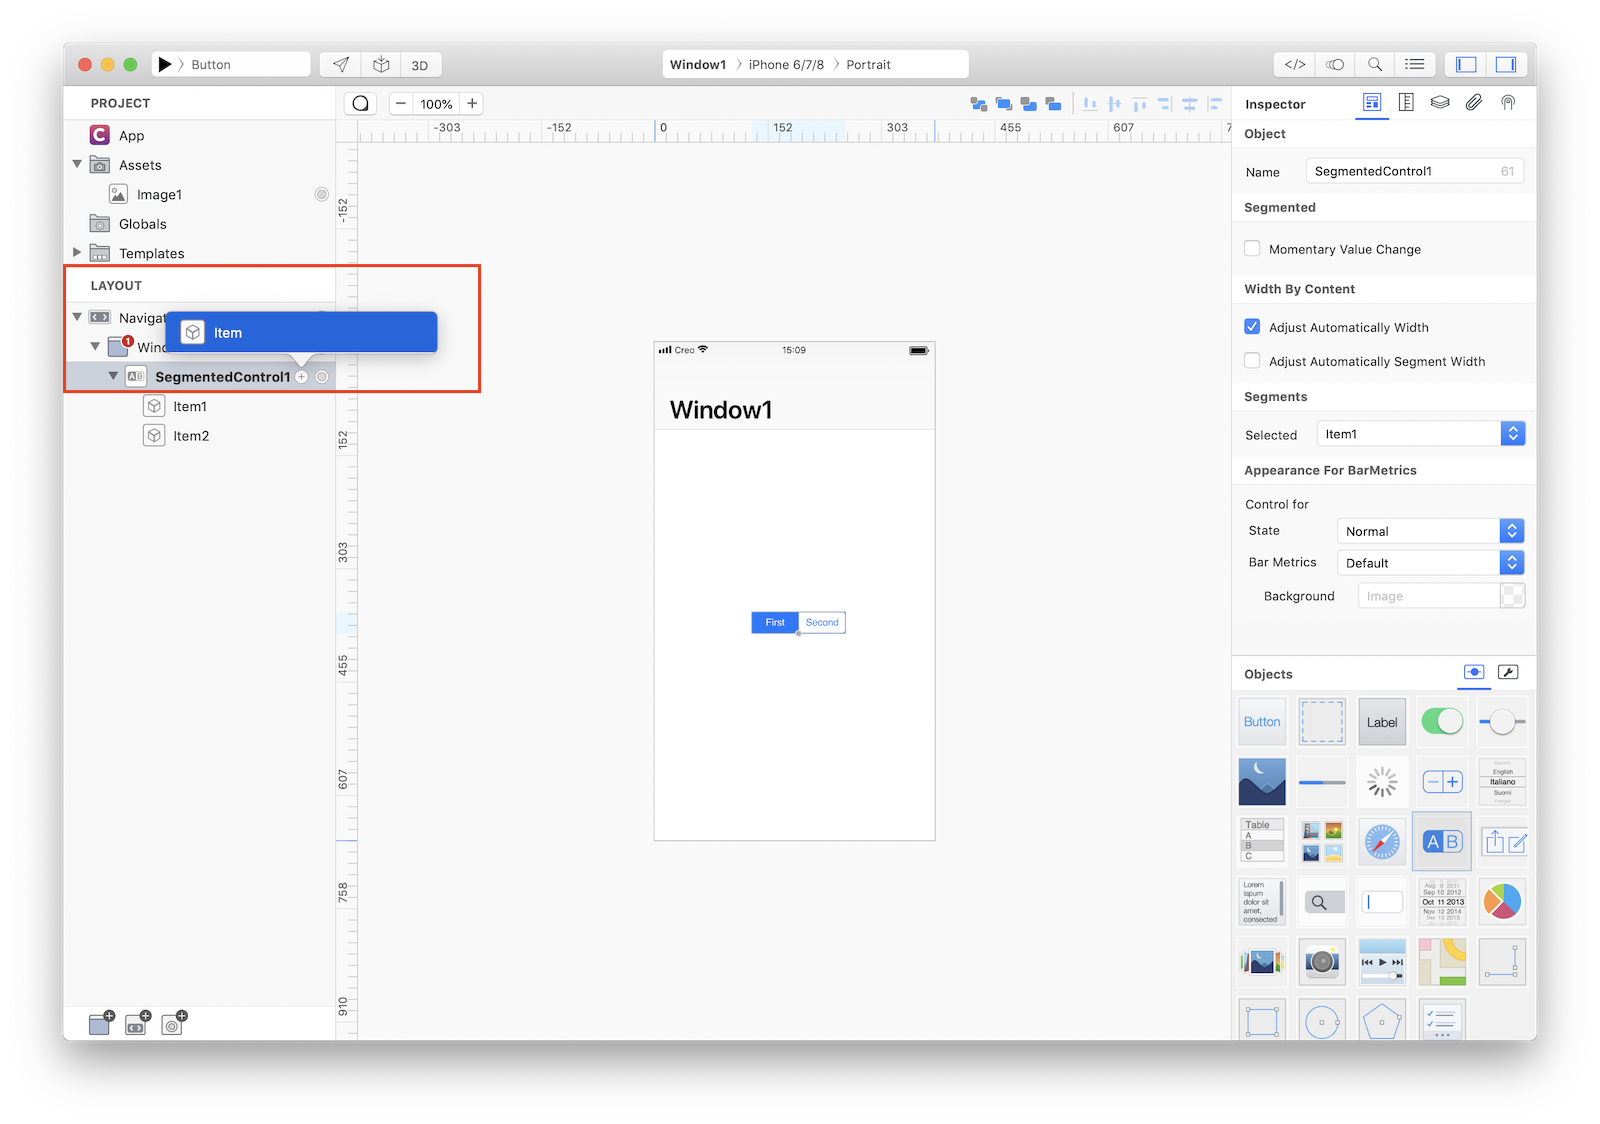 Button
3D
Window1 〉 iPhone 6/7/8 〉 Portrait
</>
PROJECT
App
Assets
Image1
Globals
Templates
LAYOUT
Navigat
Item
1
Wind
SegmentedControl1
Item1
Item2
100%
-303 -152 0 152 303 455 607 7
-152
152
303
455
607
758
910
Creo 15:09
Window1
First Second
Inspector
Object
Name SegmentedControl1 61
Segmented
Momentary Value Change
Width By Content
Adjust Automatically Width
Adjust Automatically Segment Width
Segments
Selected Item1
Appearance For BarMetrics
Control for
State Normal
Bar Metrics Default
Background Image
Objects
Button Label
English
Italiano
Suomi
Table
A
B
C
A B
Lorem
ispum
dolor sit
amet,
consected
Aug 9 2011
Sep 10 2012
Oct 11 2013
Nov 12 2014
Dec 13 2015